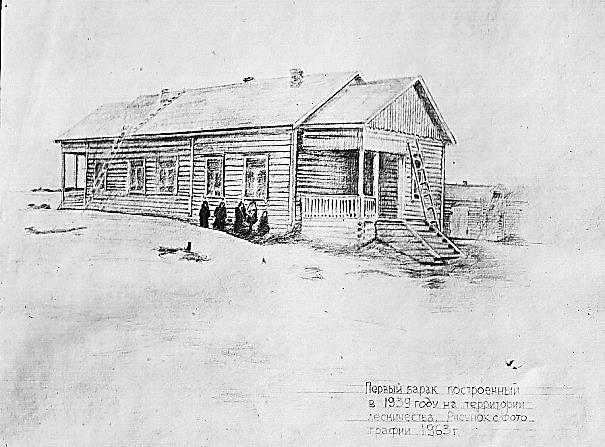 Первый барак построенный
в 1939 году на территории
лесничества. Рисунок с фото
графии 1963 г.